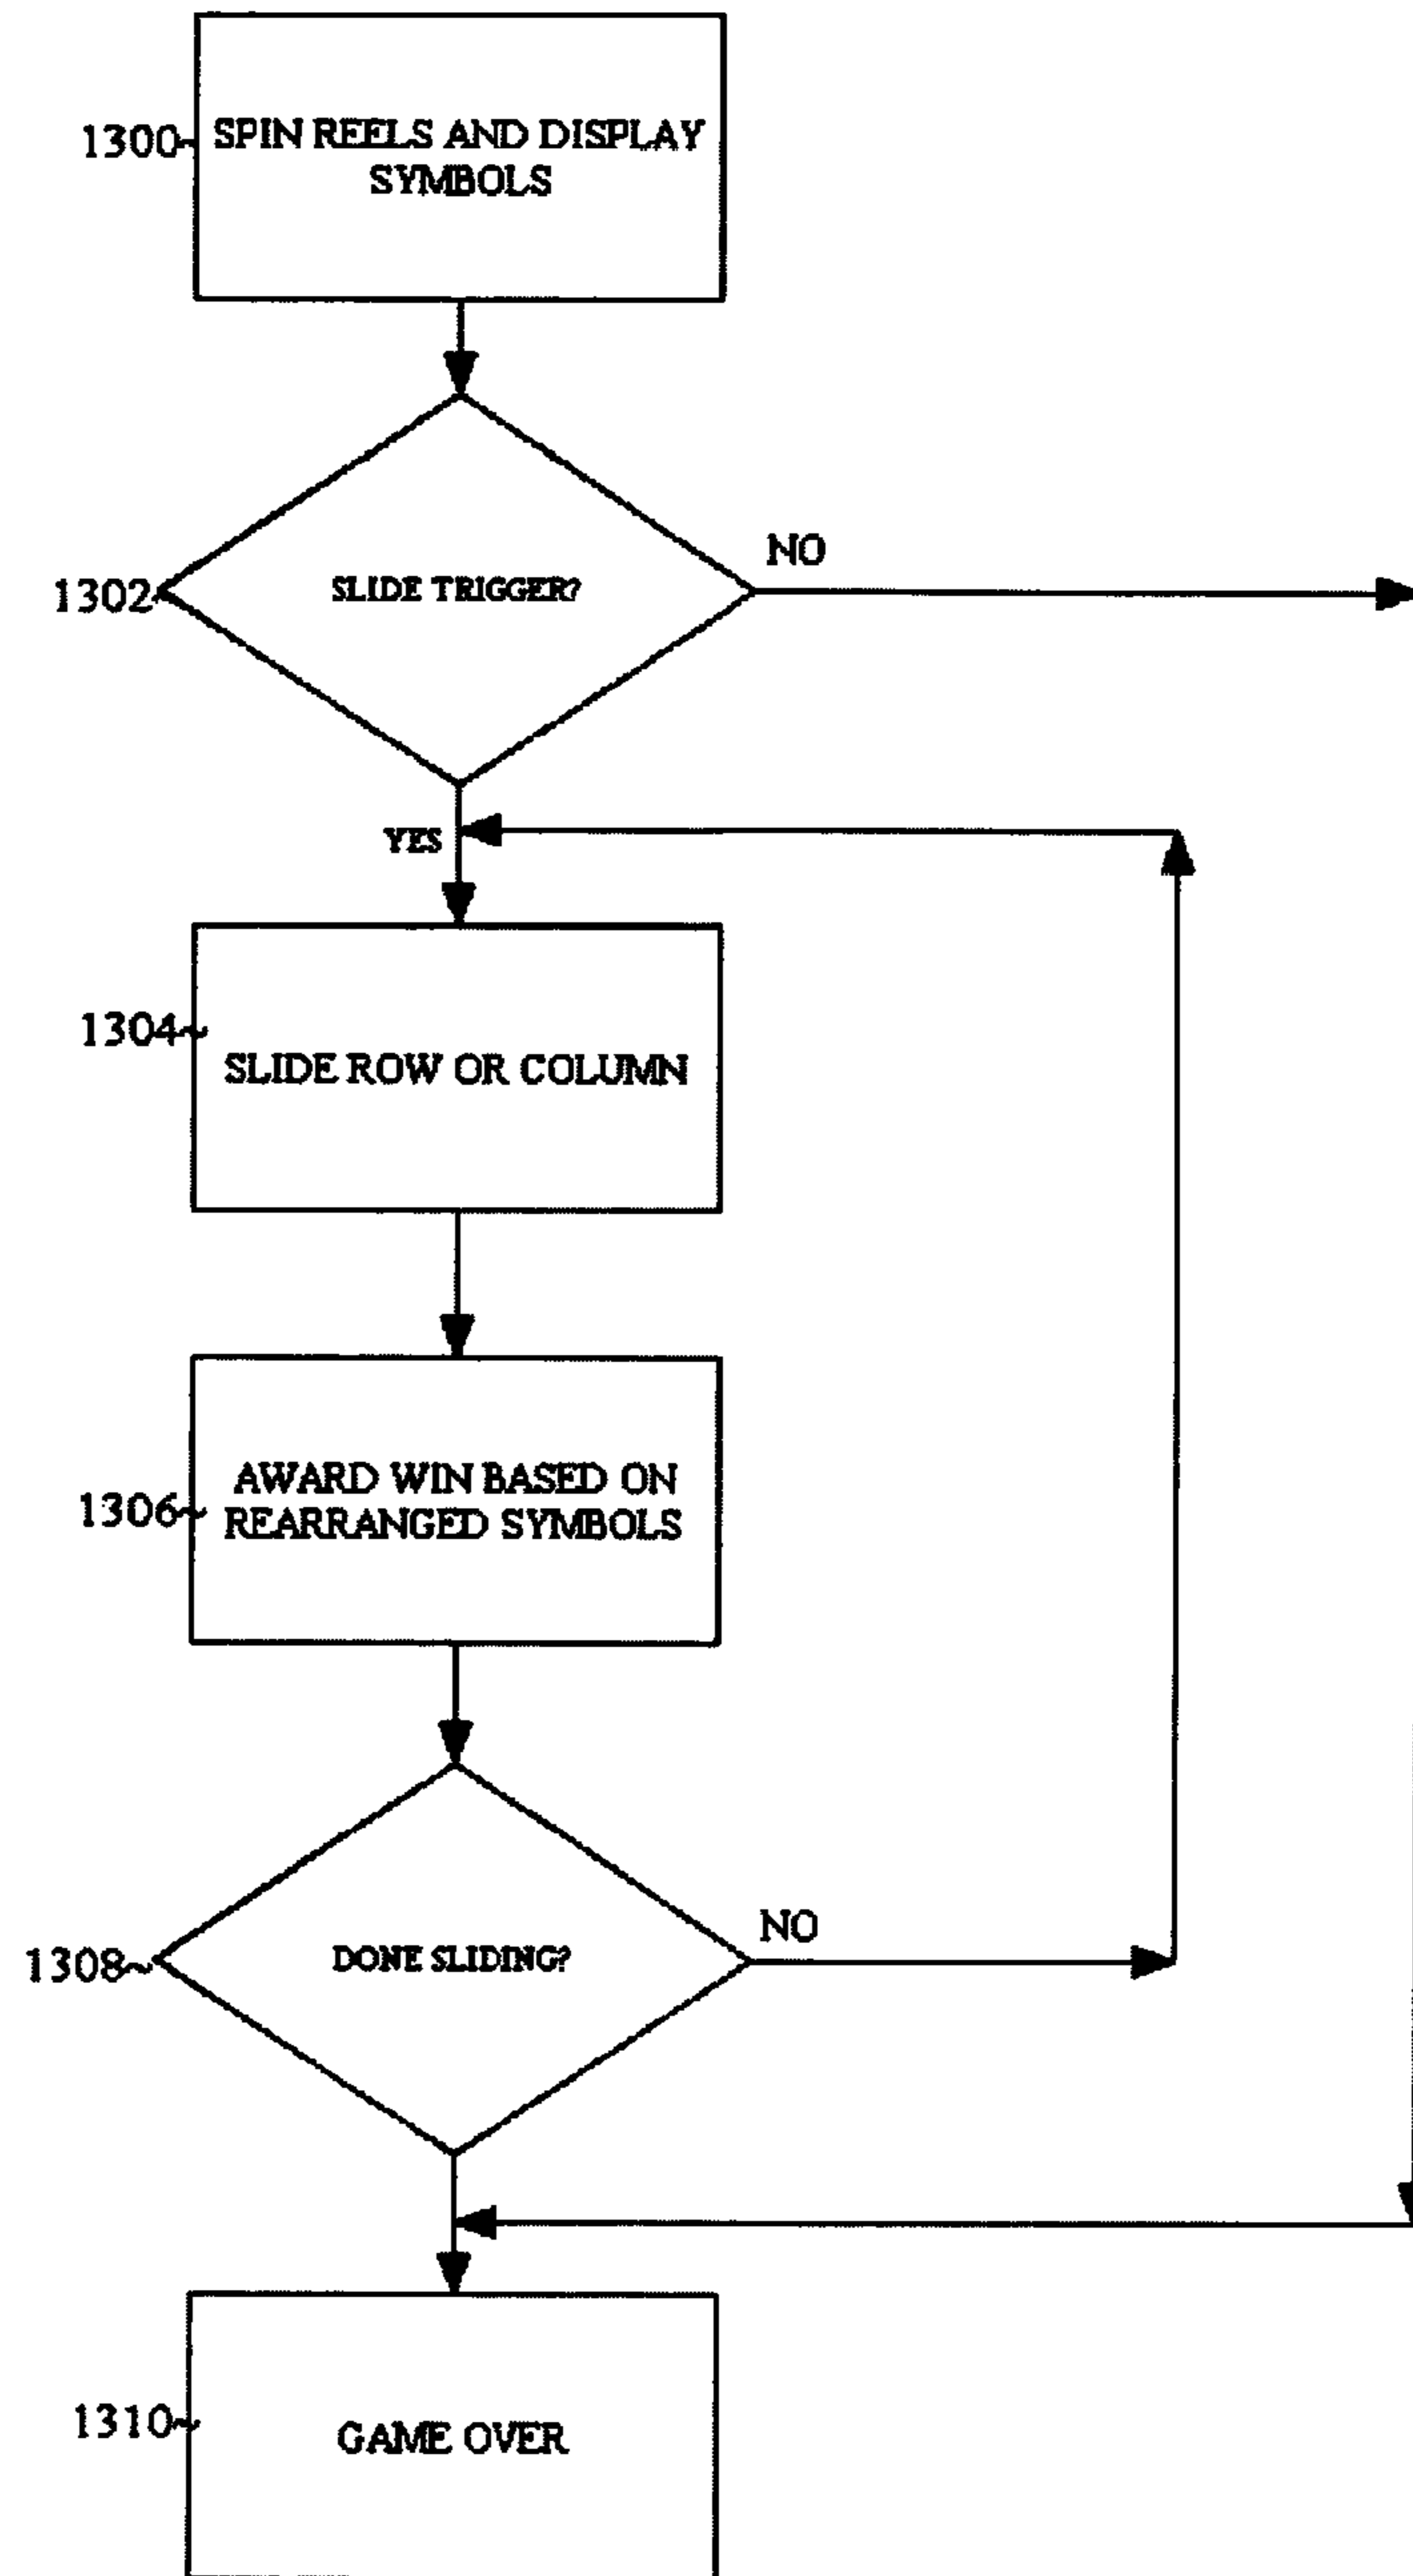 1300
SPIN REELS AND DISPLAY
SYMBOLS
1302
SLIDE TRIGGER?
NO
YES
1304
SLIDE ROW OR COLUMN
1306
AWARD WIN BASED ON
REARRANGED SYMBOLS
1308
DONE SLIDING?
NO
1310
GAME OVER